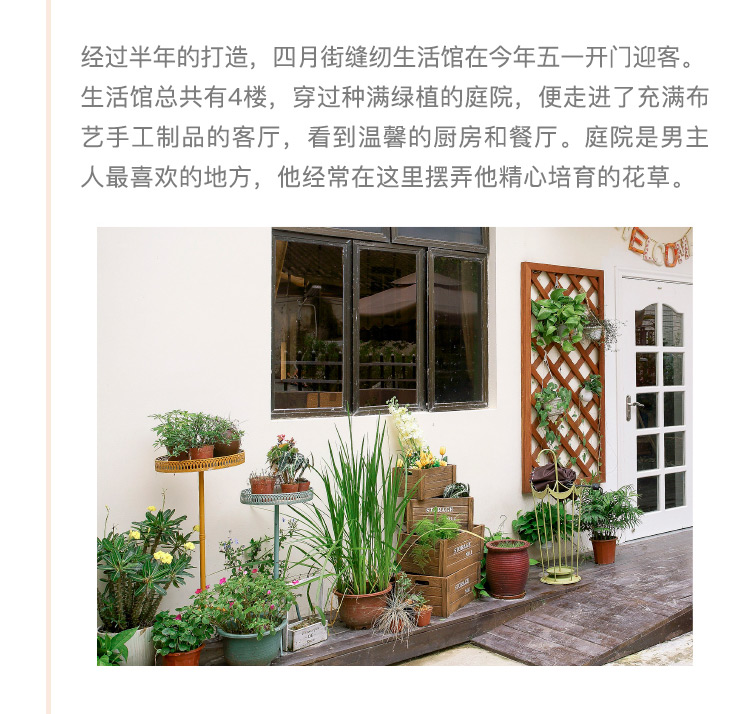 经过半年的打造，四月街缝纫生活馆在今年五一开门迎客。
生活馆总共有4楼，穿过种满绿植的庭院，便走进了充满布
艺手工制品的客厅，看到温馨的厨房和餐厅。庭院是男主
人最喜欢的地方，他经常在这里摆弄他精心培育的花草。
ELCOM
STORAGE
STORAGE
STORAGE